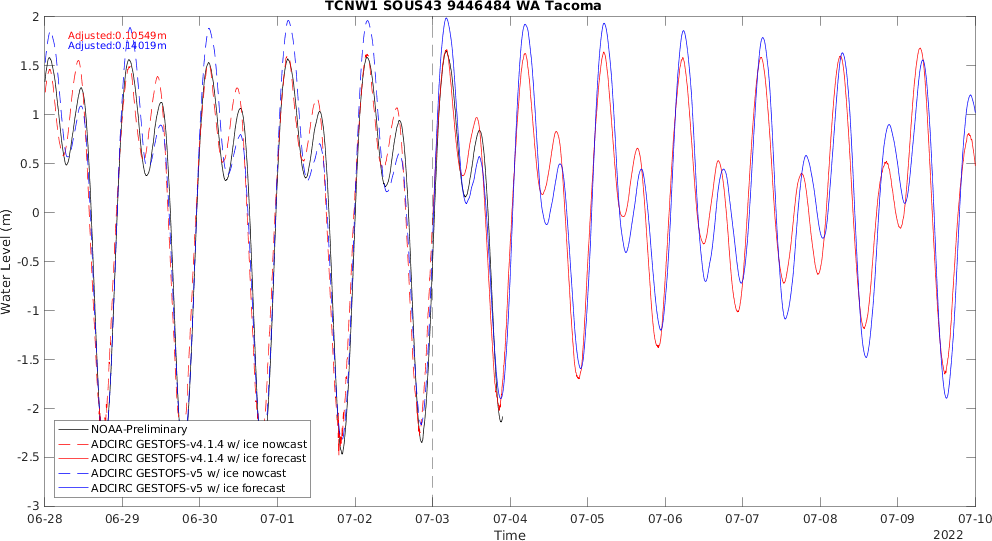 TCNW1 SOUS43 9446484 WA Tacoma
Adjusted:0.10549m
Adjusted:0.14019m
2
1.5
1
0.5
0
-0.5
-1
-1.5
-2
-2.5
-3
Water Level (m)
NOAA-Preliminary
ADCIRC GESTOFS-v4.1.4 w/ ice nowcast
ADCIRC GESTOFS-v4.1.4 w/ ice forecast
ADCIRC GESTOFS-v5 w/ ice nowcast
ADCIRC GESTOFS-v5 w/ ice forecast
06-28 06-29 06-30 07-01 07-02 07-03 07-04 07-05 07-06 07-07 07-08 07-09 07-10
Time
2022